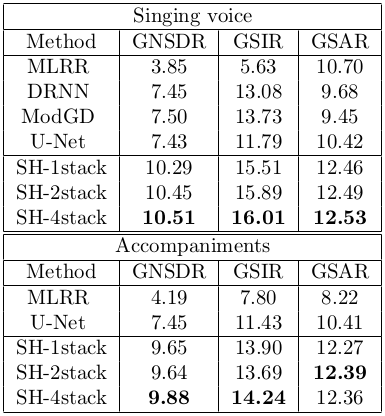 Singing voice
Method GNSDR GSIR GSAR
MLRR 3.85 5.63 10.70
DRNN 7.45 13.08 9.68
ModGD 7.50 13.73 9.45
U-Net 7.43 11.79 10.42
SH-1stack 10.29 15.51 12.46
SH-2stack 10.45 15.89 12.49
SH-4stack 10.51 16.01 12.53
Accompaniments
Method GNSDR GSIR GSAR
MLRR 4.19 7.80 8.22
U-Net 7.45 11.43 10.41
SH-1stack 9.65 13.90 12.27
SH-2stack 9.64 13.69 12.39
SH-4stack 9.88 14.24 12.36